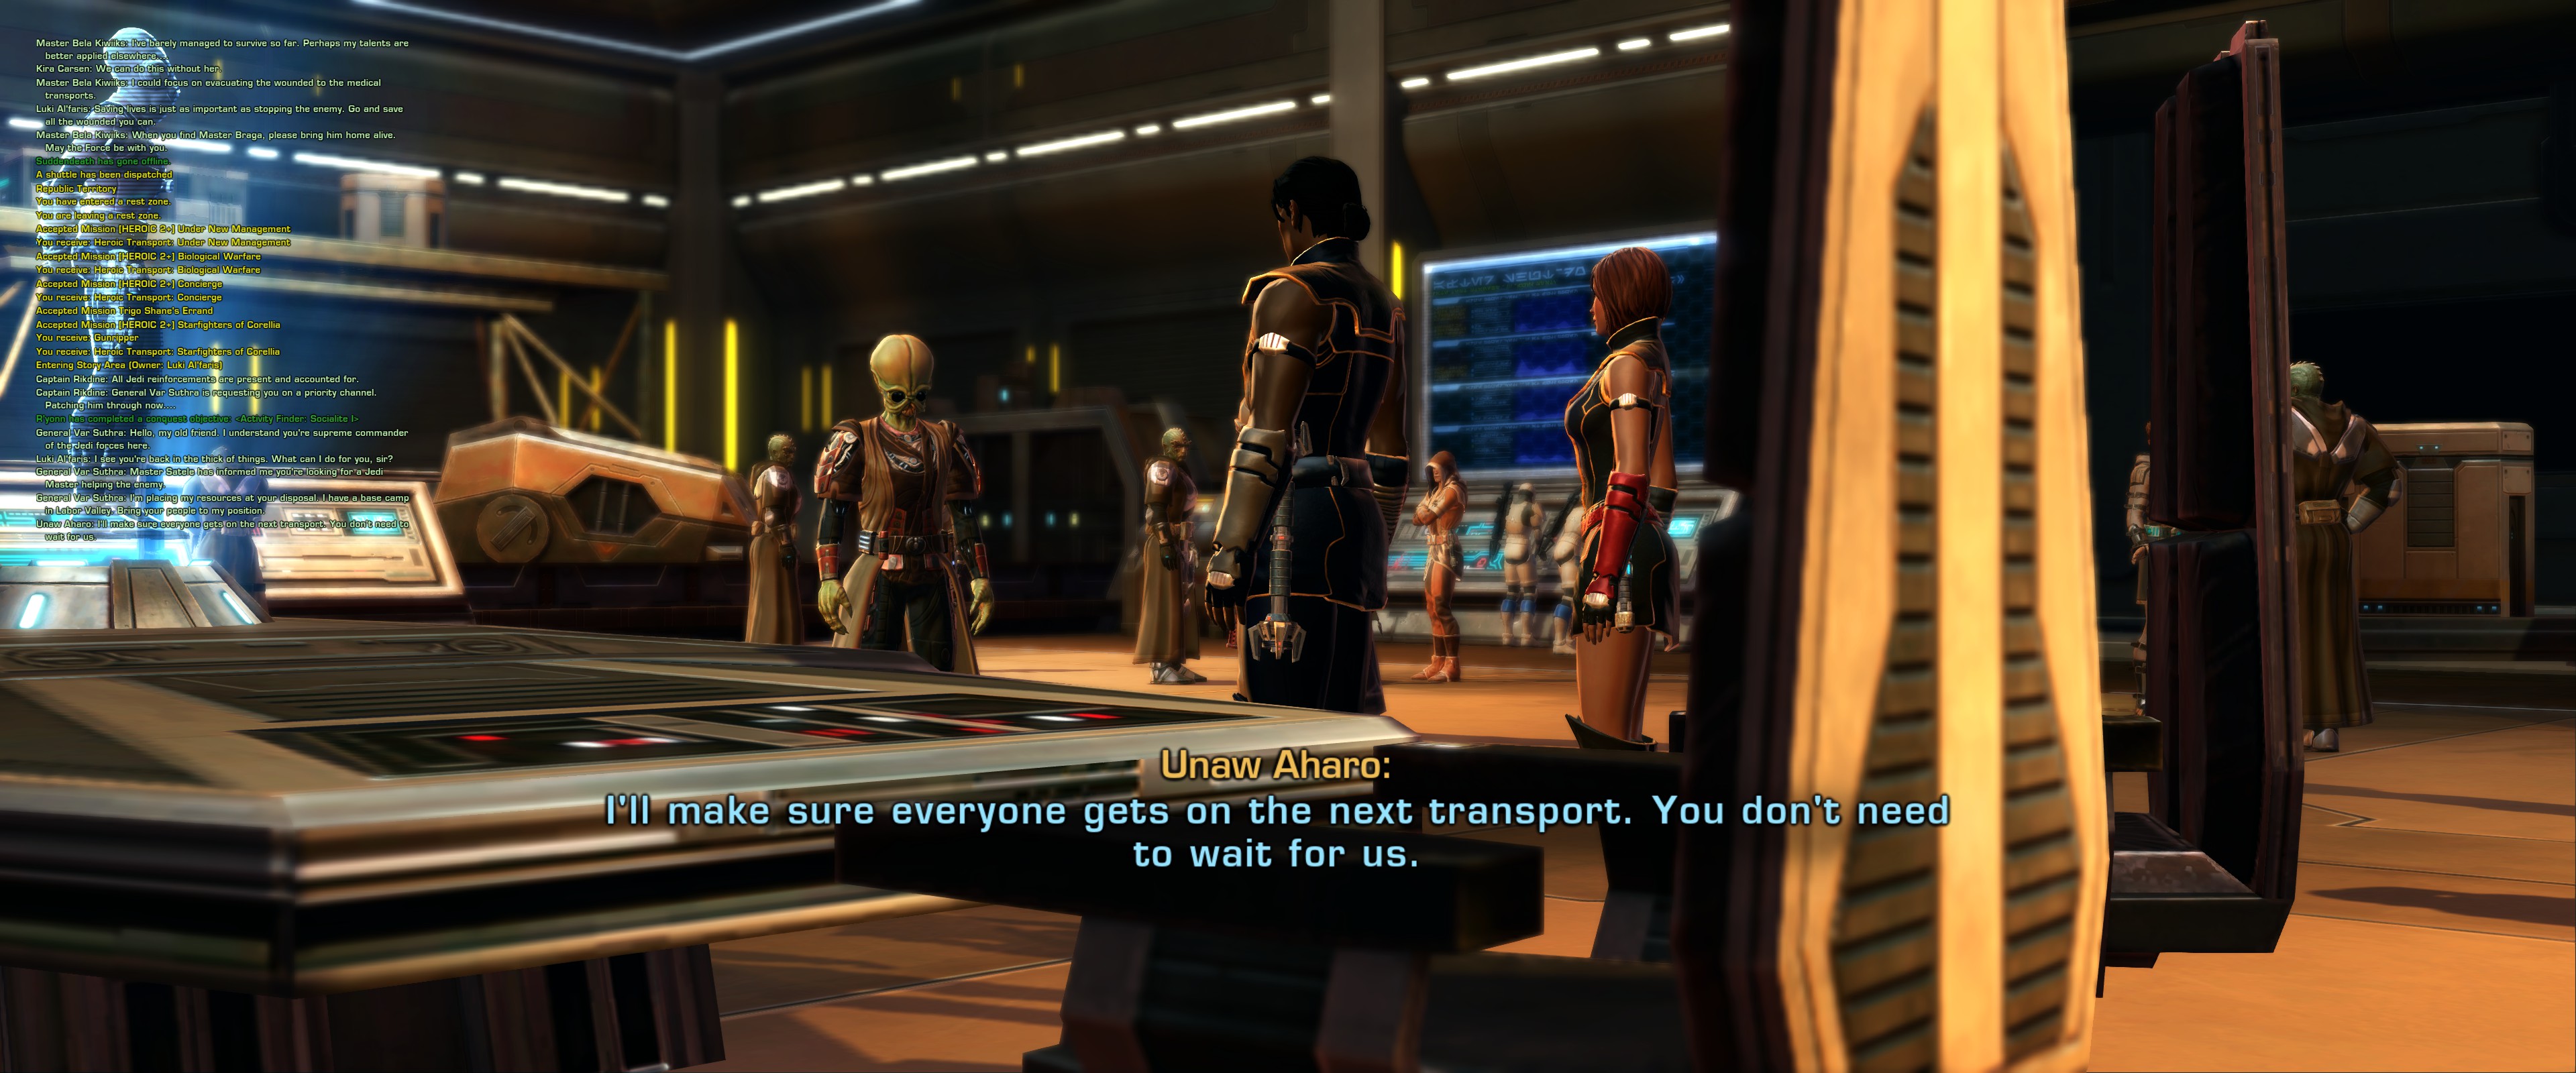 Master Bela Kiwiiks: I've barely managed to survive so far. Perhaps my talents are
better applied elsewhere.
Kira Carsen: We can do this without her.
Master Bela Kiwiiks: I could focus on evacuating the wounded to the medical
transports.
Luki Al'faris: Saving lives is just as important as stopping the enemy. Go and save
all the wounded you can.
Master Bela Kiwiiks: When you find Master Braga, please bring him home alive.
May the Force be with you.
Suddendeath has gone offline.
A shuttle has been dispatched
Republic Territory
You have entered a rest zone.
You are leaving a rest zone.
Accepted Mission [HEROIC 2+] Under New Management
You receive: Heroic Transport: Under New Management
Accepted Mission [HEROIC 2+] Biological Warfare
You receive: Heroic Transport: Biological Warfare
Accepted Mission [HEROIC 2+] Concierge
You receive: Heroic Transport: Concierge
Accepted Mission Trigo Shane's Errand
Accepted Mission [HEROIC 2+] Starfighters of Corellia
You receive: Gunripper
You receive: Heroic Transport: Starfighters of Corellia
Entering Story Area (Owner: Luki Al'faris)
Captain Rikdine: All Jedi reinforcements are present and accounted for.
Captain Rikdine: General Var Suthra is requesting you on a priority channel.
Patching him through now....
R'yonn has completed a conquest objective: <Activity Finder: Socialite I>
General Var Suthra: Hello, my old friend. I understand you're supreme commander
of the Jedi forces here.
Luki Al'faris: I see you're back in the thick of things. What can I do for you, sir?
General Var Suthra: Master Satele has informed me you're looking for a Jedi
Master helping the enemy.
General Var Suthra: I'm placing my resources at your disposal. I have a base camp
in Labor Valley. Bring your people to my position.
Unaw Aharo: I'll make sure everyone gets on the next transport. You don't need to
wait for us.
Unaw Aharo:
I'll make sure everyone gets on the next transport. You don't need
to wait for us.